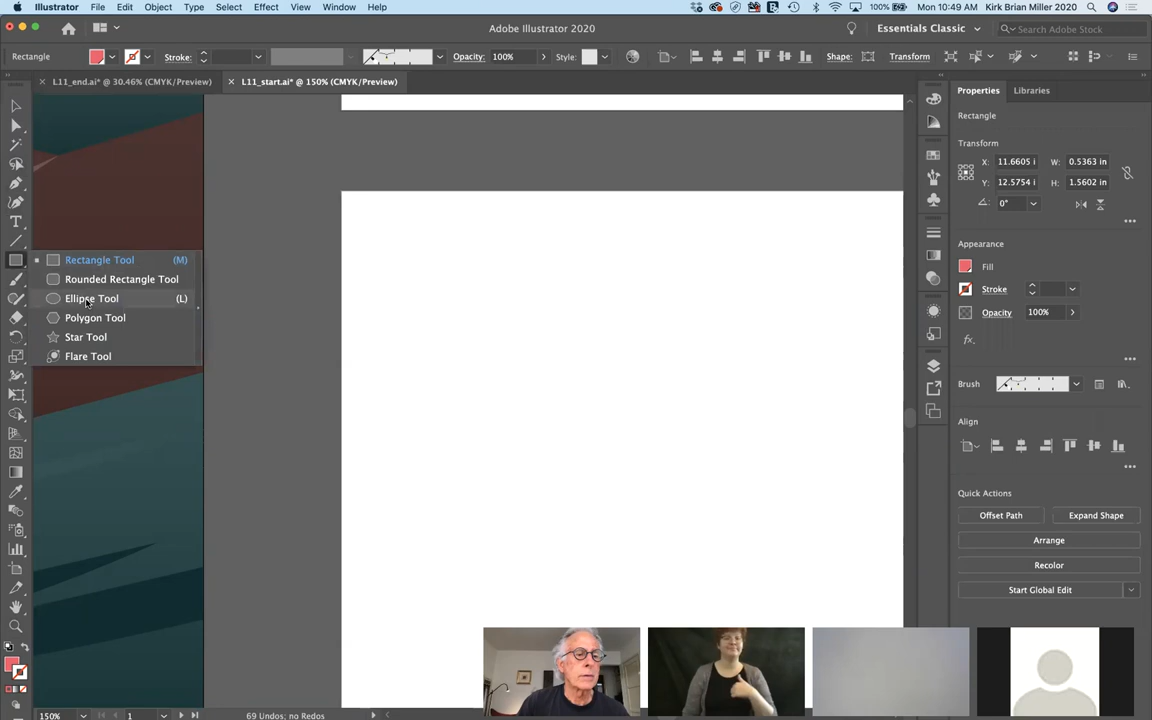 Illustrator File Edit Object Type Select Effect View Window Help 100% Mon 10:49 AM Kirk Brian Miller 2020
Adobe Illustrator 2020 Essentials Classic Search Adobe Stock
Rectangle Stroke: Opacity: 100% Style: Shape: Transform
L11_end.ai* @ 30.46% (CMYK/Preview) L11_start.ai* @ 150% (CMYK/Preview)
Properties Libraries
Rectangle
Transform
X: 11.6605 i W: 0.5363 in
Y: 12.5754 i H: 1.5602 in
0°
Appearance
Fill
Stroke
Opacity 100%
fx.
Brush
Align
Quick Actions
Offset Path Expand Shape
Arrange
Recolor
Start Global Edit
Rectangle Tool (M)
Rounded Rectangle Tool
Ellipse Tool (L)
Polygon Tool
Star Tool
Flare Tool
150% 1 69 Undos; no Redos